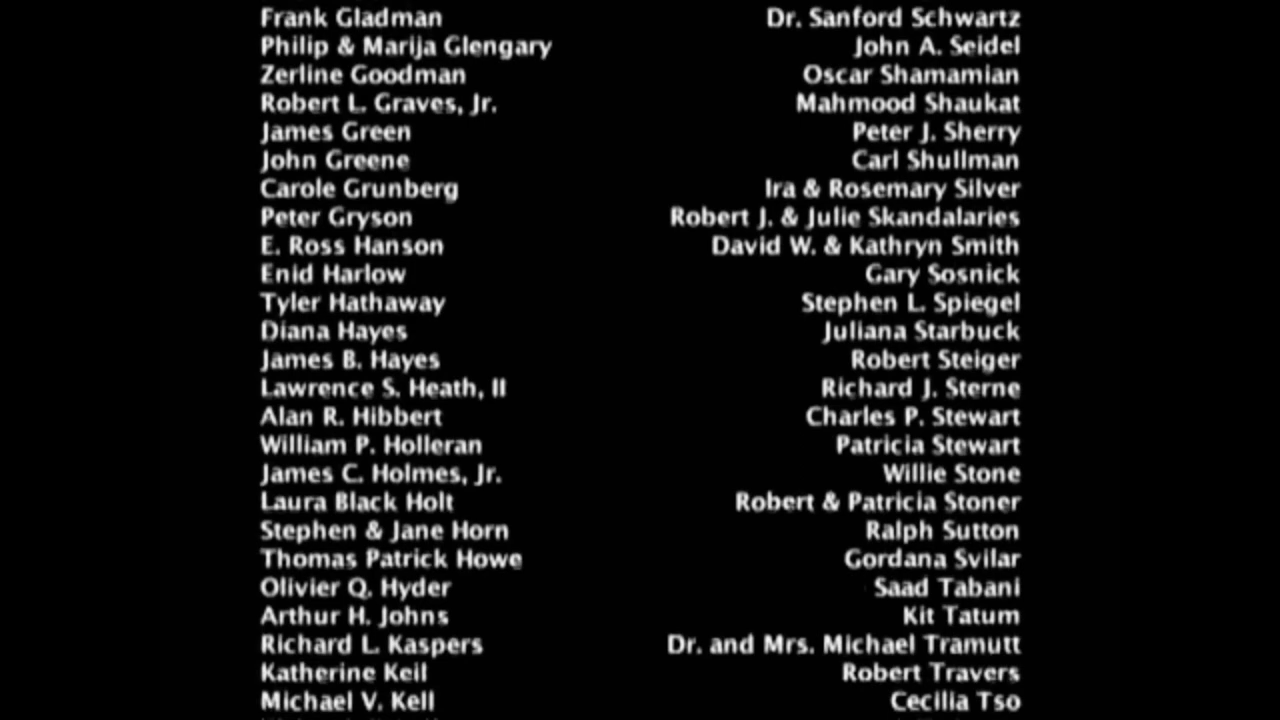 Frank Gladman
Philip & Marija Glengary
Zerline Goodman
Robert L. Graves, Jr.
James Green
John Greene
Carole Grunberg
Peter Gryson
E. Ross Hanson
Enid Harlow
Tyler Hathaway
Diana Hayes
James B. Hayes
Lawrence S. Heath, II
Alan R. Hibbert
William P. Holleran
James C. Holmes, Jr.
Laura Black Holt
Stephen & Jane Horn
Thomas Patrick Howe
Olivier Q. Hyder
Arthur H. Johns
Richard L. Kaspers
Katherine Keil
Michael V. Kell
Dr. Sanford Schwartz
John A. Seidel
Oscar Shamamian
Mahmood Shaukat
Peter J. Sherry
Carl Shullman
Ira & Rosemary Silver
Robert J. & Julie Skandalaries
David W. & Kathryn Smith
Gary Sosnick
Stephen L. Spiegel
Juliana Starbuck
Robert Steiger
Richard J. Sterne
Charles P. Stewart
Patricia Stewart
Willie Stone
Robert & Patricia Stoner
Ralph Sutton
Gordana Svilar
Saad Tabani
Kit Tatum
Dr. and Mrs. Michael Tramutt
Robert Travers
Cecilia Tso